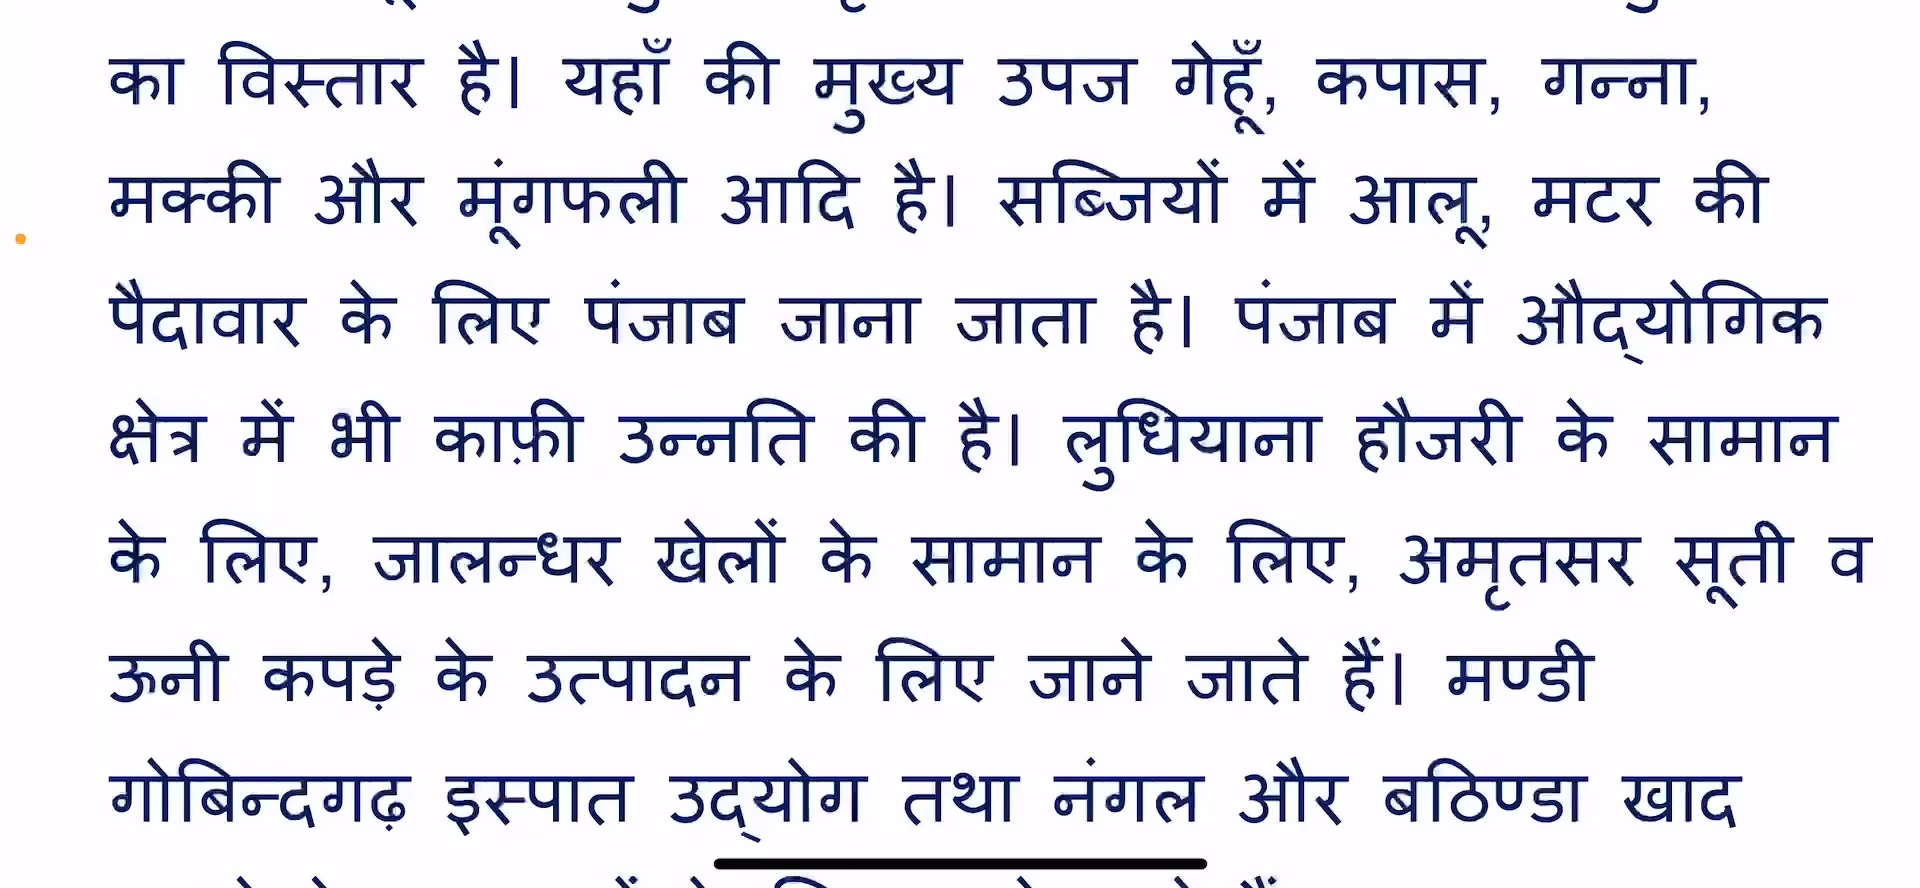 का विस्तार है। यहाँ की मुख्य उपज गेहूँ, कपास, गन्ना,
मक्की और मूंगफली आदि है। सब्जियों में आलू, मटर की
पैदावार के लिए पंजाब जाना जाता है। पंजाब में औद्‌योगिक
क्षेत्र में भी काफ़ी उन्नति की है। लुधियाना हौजरी के सामान
के लिए, जालन्धर खेलों के सामान के लिए, अमृतसर सूती व
ऊनी कपड़े के उत्पादन के लिए जाने जाते हैं। मण्डी
गोबिन्दगढ़ इस्पात उद्‌योग तथा नंगल और बठिण्डा खाद